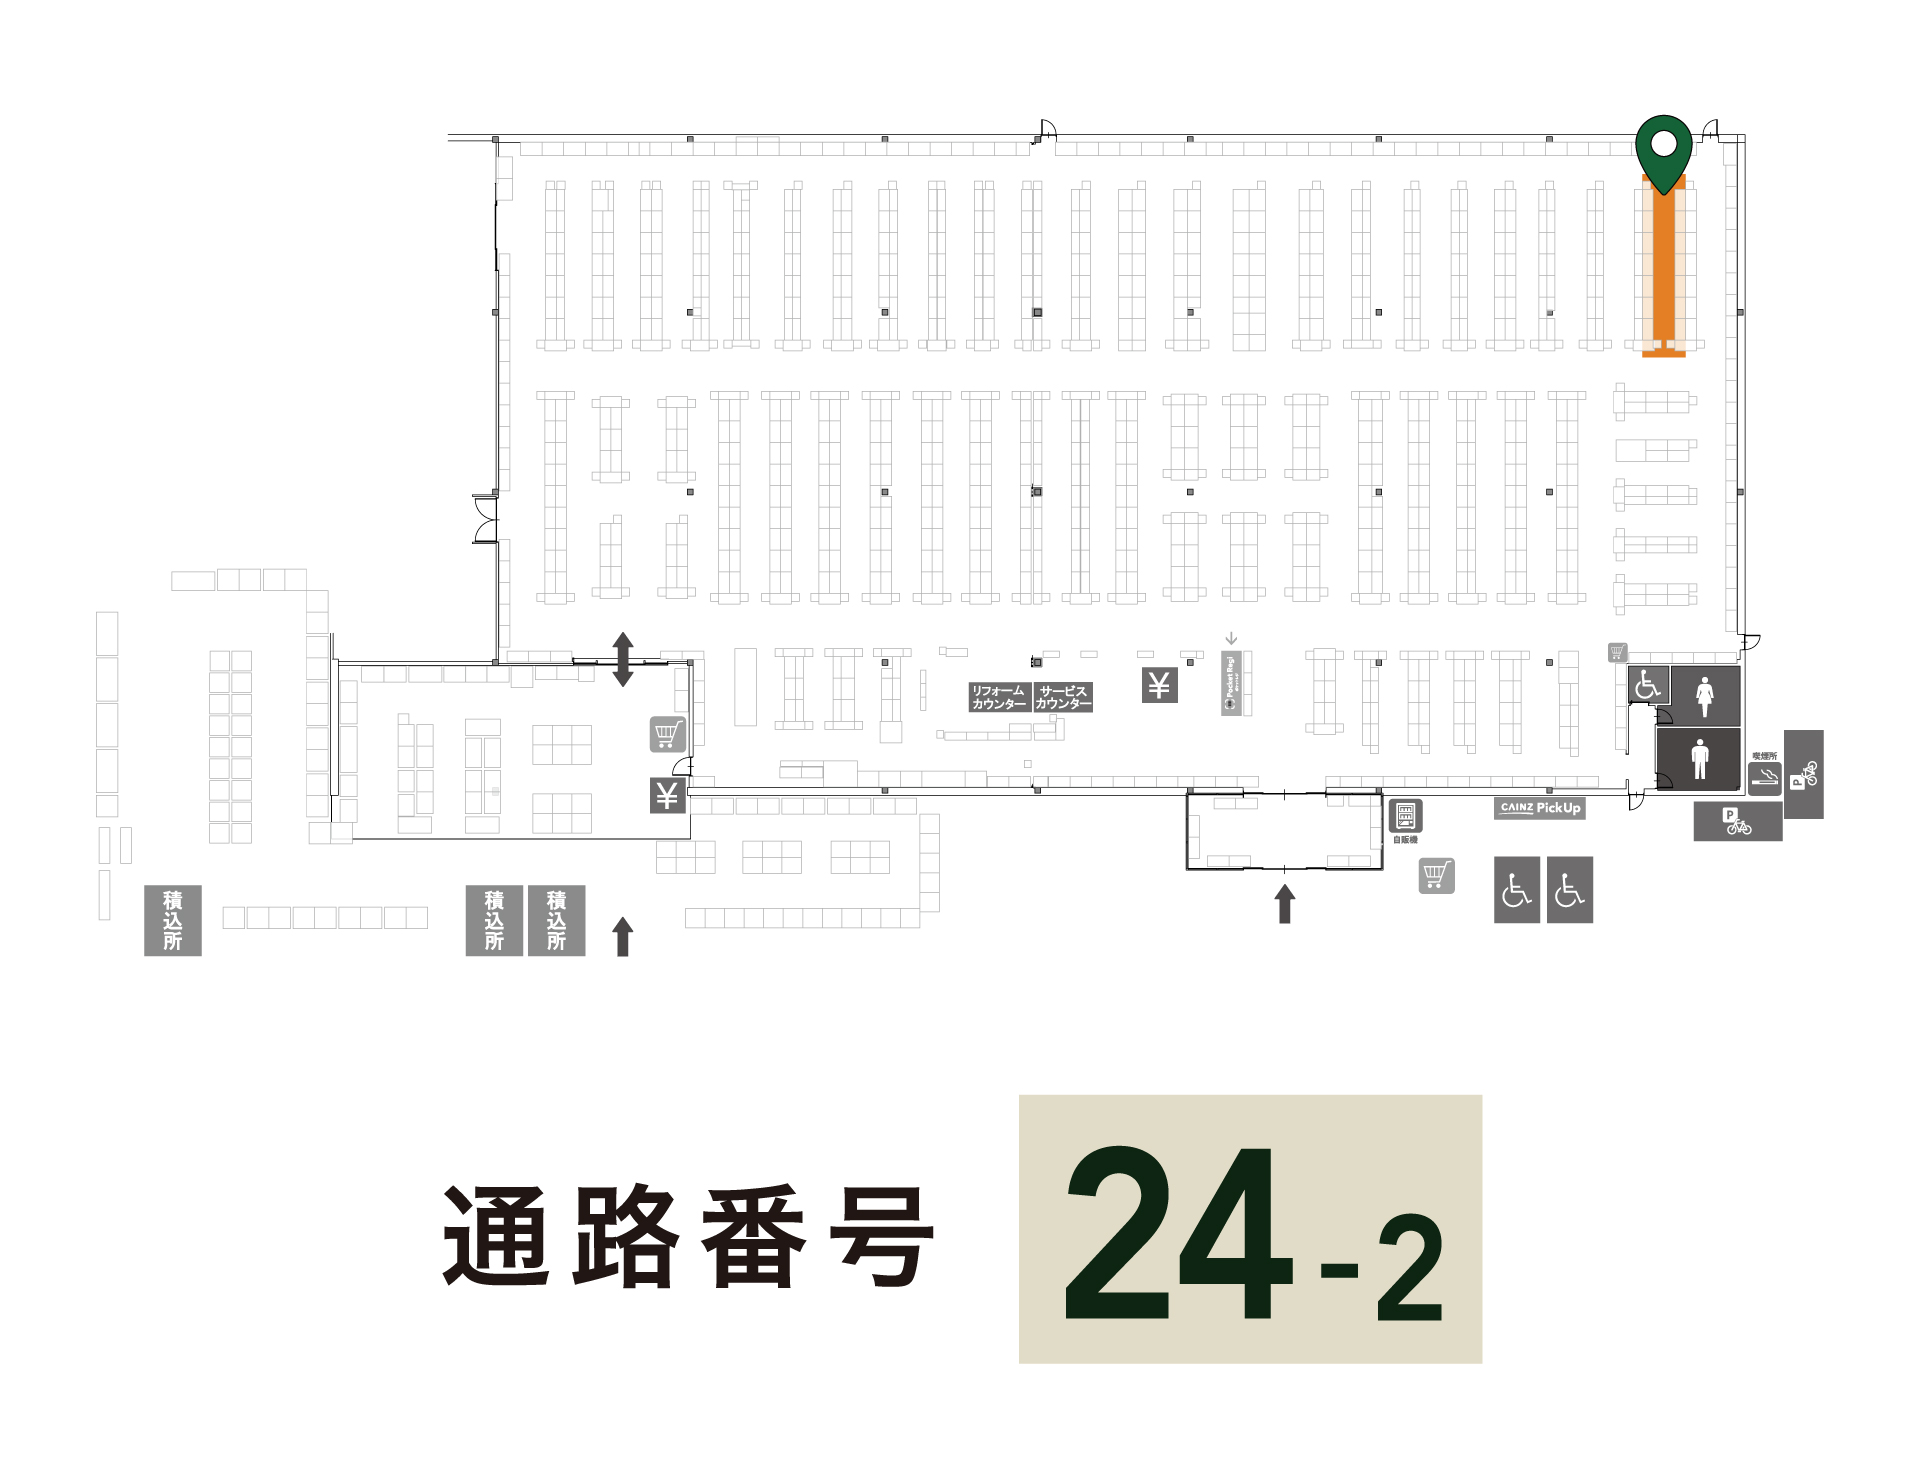 Pocket Regi
リフォーム
カウンター
サービス
カウンター
¥
¥
喫煙所
P
P
CAINZ PickUp
自販機
積込所
積込所
積込所
通路番号
24-2